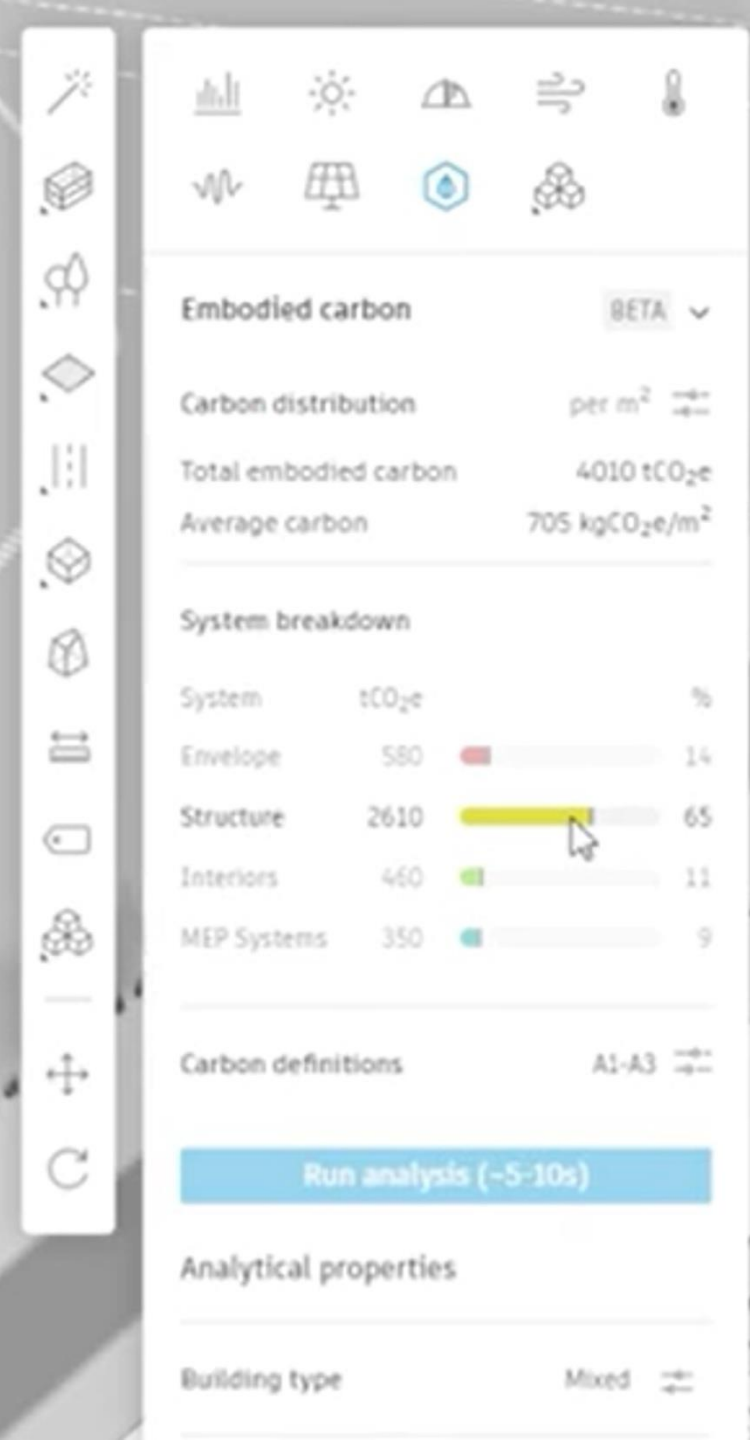 Embodied carbon BETA
Carbon distribution per m²
Total embodied carbon 4010 tCO₂e
Average carbon 705 kgCO₂e/m²
System breakdown
System tCO₂e %
Envelope 580 14
Structure 2610 65
Interiors 460 11
MEP Systems 350 9
Carbon definitions A1-A3
Run analysis (~5-10s)
Analytical properties
Building type Mixed